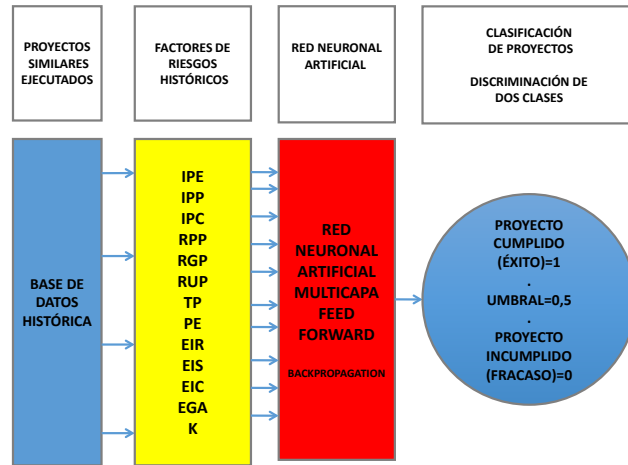 PROYECTOS
SIMILARES
EJECUTADOS
FACTORES DE
RIESGOS
HISTÓRICOS
RED NEURONAL
ARTIFICIAL
CLASIFICACIÓN
DE PROYECTOS
DISCRIMINACIÓN DE
DOS CLASES
BASE DE
DATOS
HISTÓRICA
IPE
IPP
IPC
RPP
RGP
RUP
TP
PE
EIR
EIS
EIC
EGA
K
RED
NEURONAL
ARTIFICIAL
MULTICAPA
FEED
FORWARD
BACKPROPAGATION
PROYECTO
CUMPLIDO
(ÉXITO)=1
.
UMBRAL=0,5
.
PROYECTO
INCUMPLIDO
(FRACASO)=0